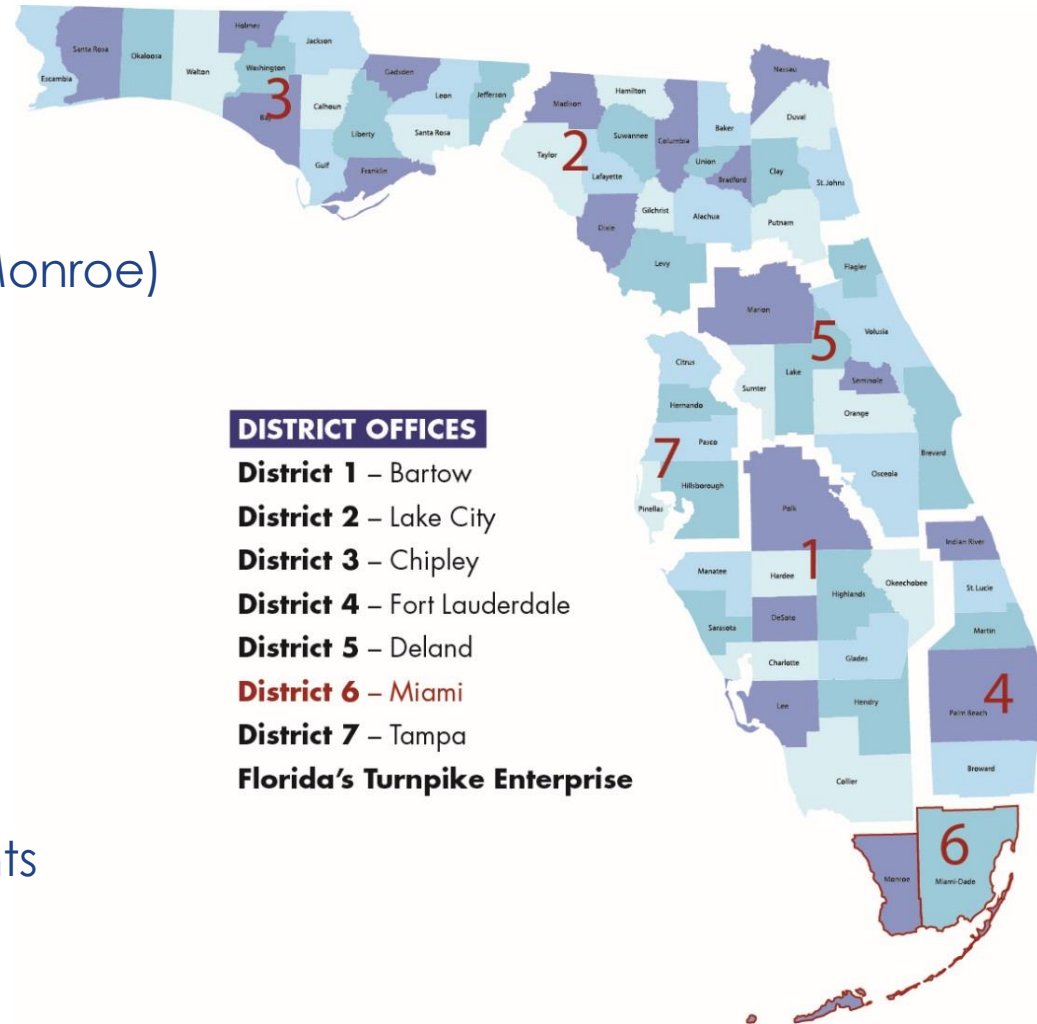 Holmes
Jackson
Santa Rosa
Okaloosa
Walton
Washington
Escambia
3
Bay
Calhoun
Gadsden
Leon
Jefferson
Liberty
Santa Rosa
Gulf
Franklin
Nassau
Madison
Hamilton
Duval
Taylor
2
Suwannee
Columbia
Baker
Lafayette
Union
Bradford
Clay
St. Johns
Gilchrist
Alachua
Putnam
Dixie
Levy
Flagler
Marion
5
Volusia
Citrus
Sumter
Lake
Seminole
Hernando
Orange
7
Pasco
Brevard
Osceola
Hillsborough
Pinellas
Polk
Indian River
1
Manatee
Hardee
Okeechobee
Highlands
St. Lucie
DeSoto
Sarasota
Martin
Charlotte
Glades
Lee
Hendry
4
Palm Beach
Broward
Collier
6
Monroe
Miami-Dade
Monroe)
DISTRICT OFFICES
District 1 – Bartow
District 2 – Lake City
District 3 – Chipley
District 4 – Fort Lauderdale
District 5 – Deland
District 6 – Miami
District 7 – Tampa
Florida's Turnpike Enterprise